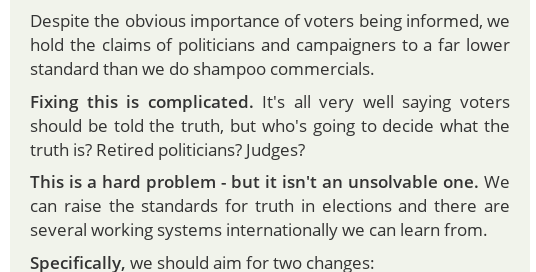 Despite the obvious importance of voters being informed, we
hold the claims of politicians and campaigners to a far lower
standard than we do shampoo commercials.
Fixing this is complicated. It's all very well saying voters
should be told the truth, but who's going to decide what the
truth is? Retired politicians? Judges?
This is a hard problem - but it isn't an unsolvable one. We
can raise the standards for truth in elections and there are
several working systems internationally we can learn from.
Specifically, we should aim for two changes: